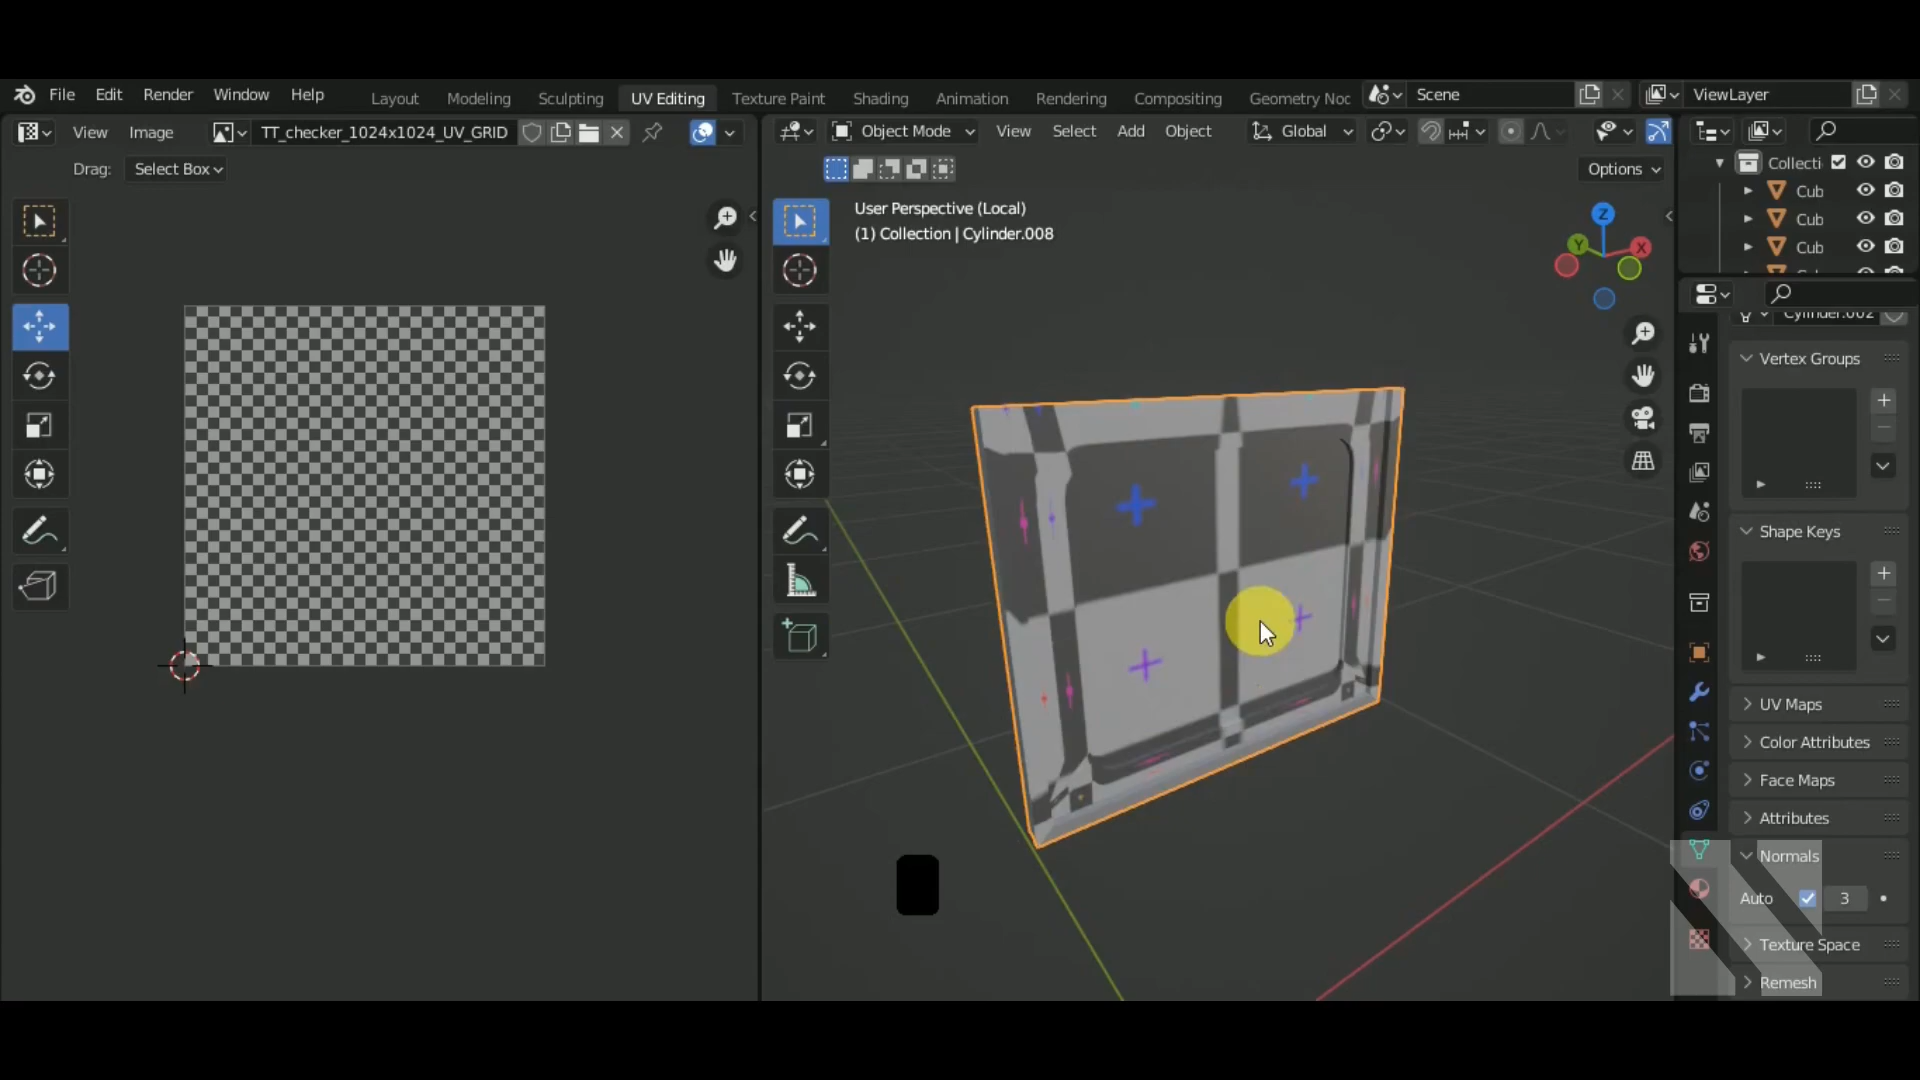 File Edit Render Window Help
Layout Modeling Sculpting UV Editing Texture Paint Shading Animation Rendering Compositing Geometry Noc
Scene
ViewLayer
View Image
TT_checker_1024x1024_UV_GRID
Object Mode
View Select Add Object
Global
Drag: Select Box
Options
User Perspective (Local)
(1) Collection | Cylinder.008
Z
Y
X
Collecti
Cub
Cub
Cub
Cylinder.002
Vertex Groups
Shape Keys
UV Maps
Color Attributes
Face Maps
Attributes
Normals
Auto 3
Texture Space
Remesh